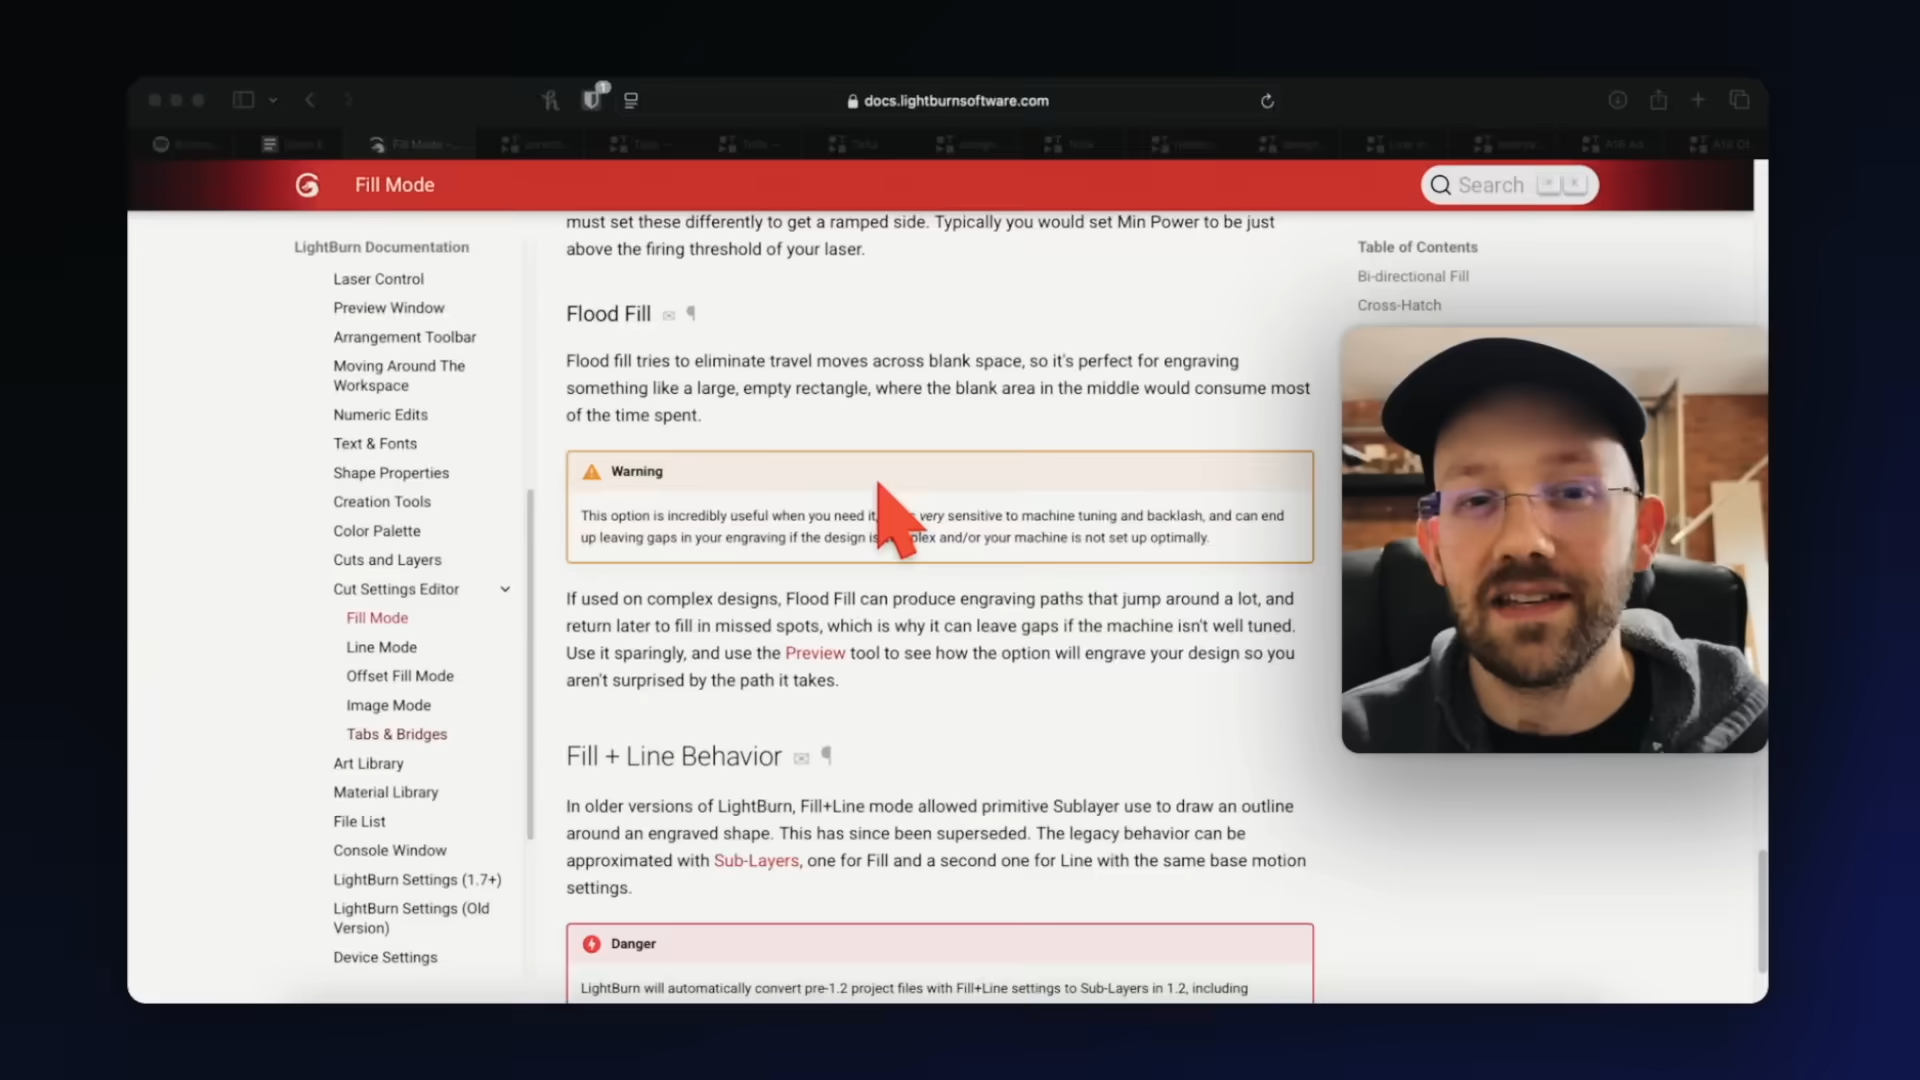 docs.lightburnsoftware.com
Fill Mode
Fill Mode
Search K
LightBurn Documentation
Laser Control
Preview Window
Arrangement Toolbar
Moving Around The
Workspace
Numeric Edits
Text & Fonts
Shape Properties
Creation Tools
Color Palette
Cuts and Layers
Cut Settings Editor
Fill Mode
Line Mode
Offset Fill Mode
Image Mode
Tabs & Bridges
Art Library
Material Library
File List
Console Window
LightBurn Settings (1.7+)
LightBurn Settings (Old
Version)
Device Settings
must set these differently to get a ramped side. Typically you would set Min Power to be just
above the firing threshold of your laser.
Flood Fill ¶
Flood fill tries to eliminate travel moves across blank space, so it's perfect for engraving
something like a large, empty rectangle, where the blank area in the middle would consume most
of the time spent.
Warning
This option is incredibly useful when you need it, very sensitive to machine tuning and backlash, and can end
up leaving gaps in your engraving if the design is and/or your machine is not set up optimally.
If used on complex designs, Flood Fill can produce engraving paths that jump around a lot, and
return later to fill in missed spots, which is why it can leave gaps if the machine isn't well tuned.
Use it sparingly, and use the Preview tool to see how the option will engrave your design so you
aren't surprised by the path it takes.
Fill + Line Behavior ¶
In older versions of LightBurn, Fill+Line mode allowed primitive Sublayer use to draw an outline
around an engraved shape. This has since been superseded. The legacy behavior can be
approximated with Sub-Layers, one for Fill and a second one for Line with the same base motion
settings.
Danger
LightBurn will automatically convert pre-1.2 project files with Fill+Line settings to Sub-Layers in 1.2, including
Table of Contents
Bi-directional Fill
Cross-Hatch